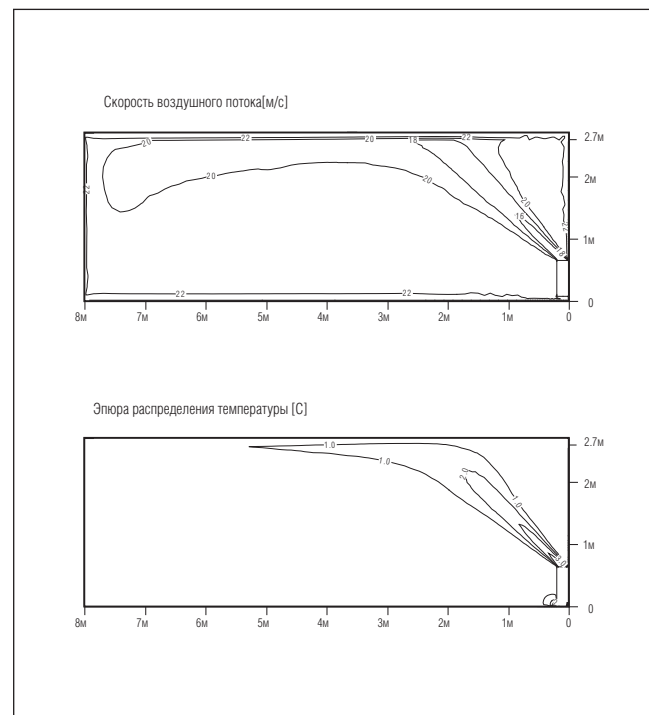 Скорость воздушного потока[м/с]
22 20 18 22 2.7м
20
20
22
20
20
2м
16
22
1м
18
22 22
0
8м 7м 6м 5м 4м 3м 2м 1м 0
Эпюра распределения температуры [C]
1.0 2.7м
1.0
2.0
1.0
2м
1м
3.0
0
8м 7м 6м 5м 4м 3м 2м 1м 0